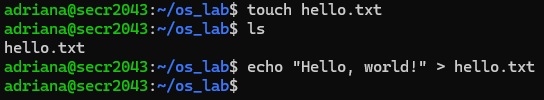 adriana@secr2043:~/os_lab$ touch hello.txt
adriana@secr2043:~/os_lab$ ls
hello.txt
adriana@secr2043:~/os_lab$ echo "Hello, world!" > hello.txt
adriana@secr2043:~/os_lab$